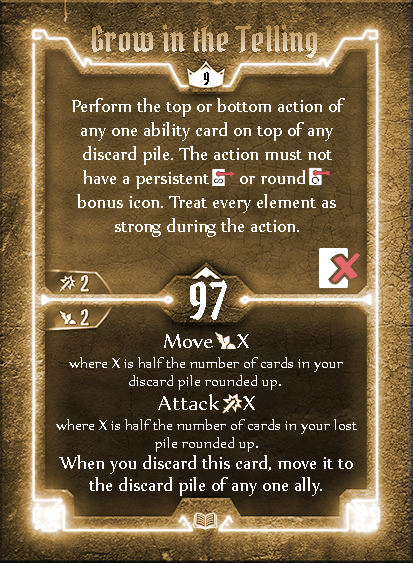 Grow in the Telling
9
Perform the top or bottom action of
any one ability card on top of any
discard pile. The action must not
have a persistent or round
bonus icon. Treat every element as
strong during the action.
2
97
2
Move X
where X is half the number of cards in your
discard pile rounded up.
Attack X
where X is half the number of cards in your lost
pile rounded up.
When you discard this card, move it to
the discard pile of any one ally.